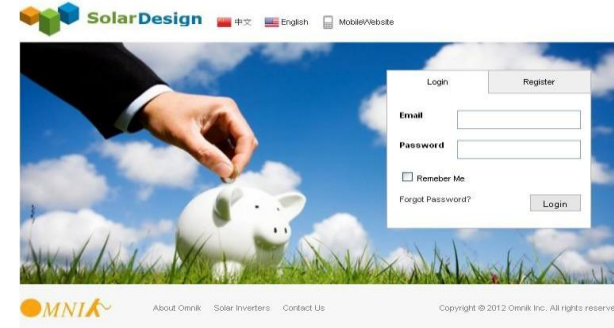 SolarDesign 中文 English MobileWebsite
Login Register
Email
Password
Remeber Me
Forgot Password? Login
OMNIK About Omnik Solar Inverters Contact Us Copyright @ 2012 Omnik Inc. All rights reserve